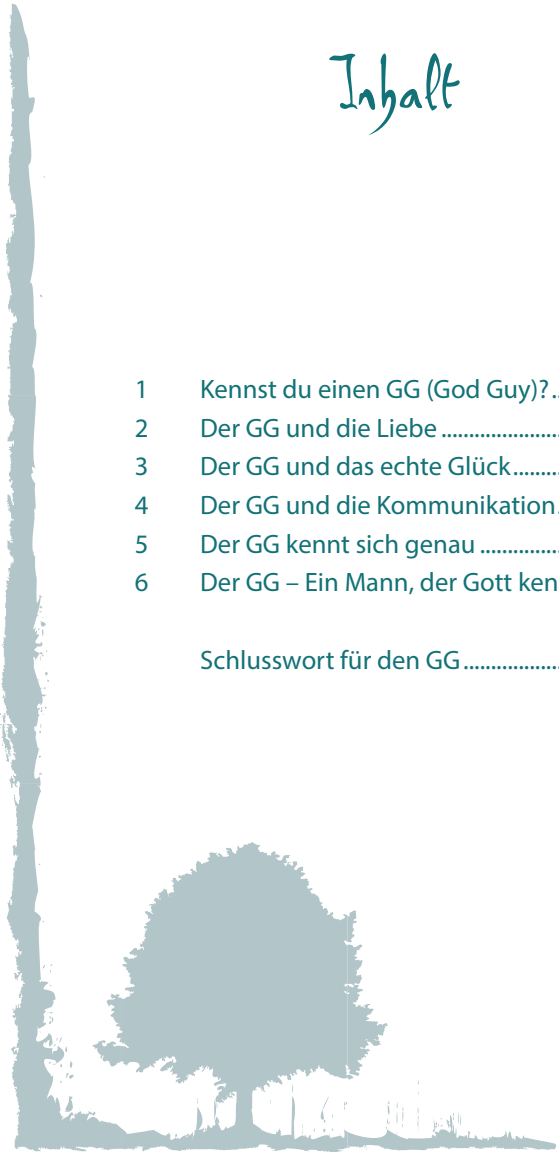 Inhalt
1 Kennst du einen GG (God Guy)?..
2 Der GG und die Liebe .....................
3 Der GG und das echte Glück........
4 Der GG und die Kommunikation.
5 Der GG kennt sich genau ..............
6 Der GG – Ein Mann, der Gott ken
Schlusswort für den GG.................